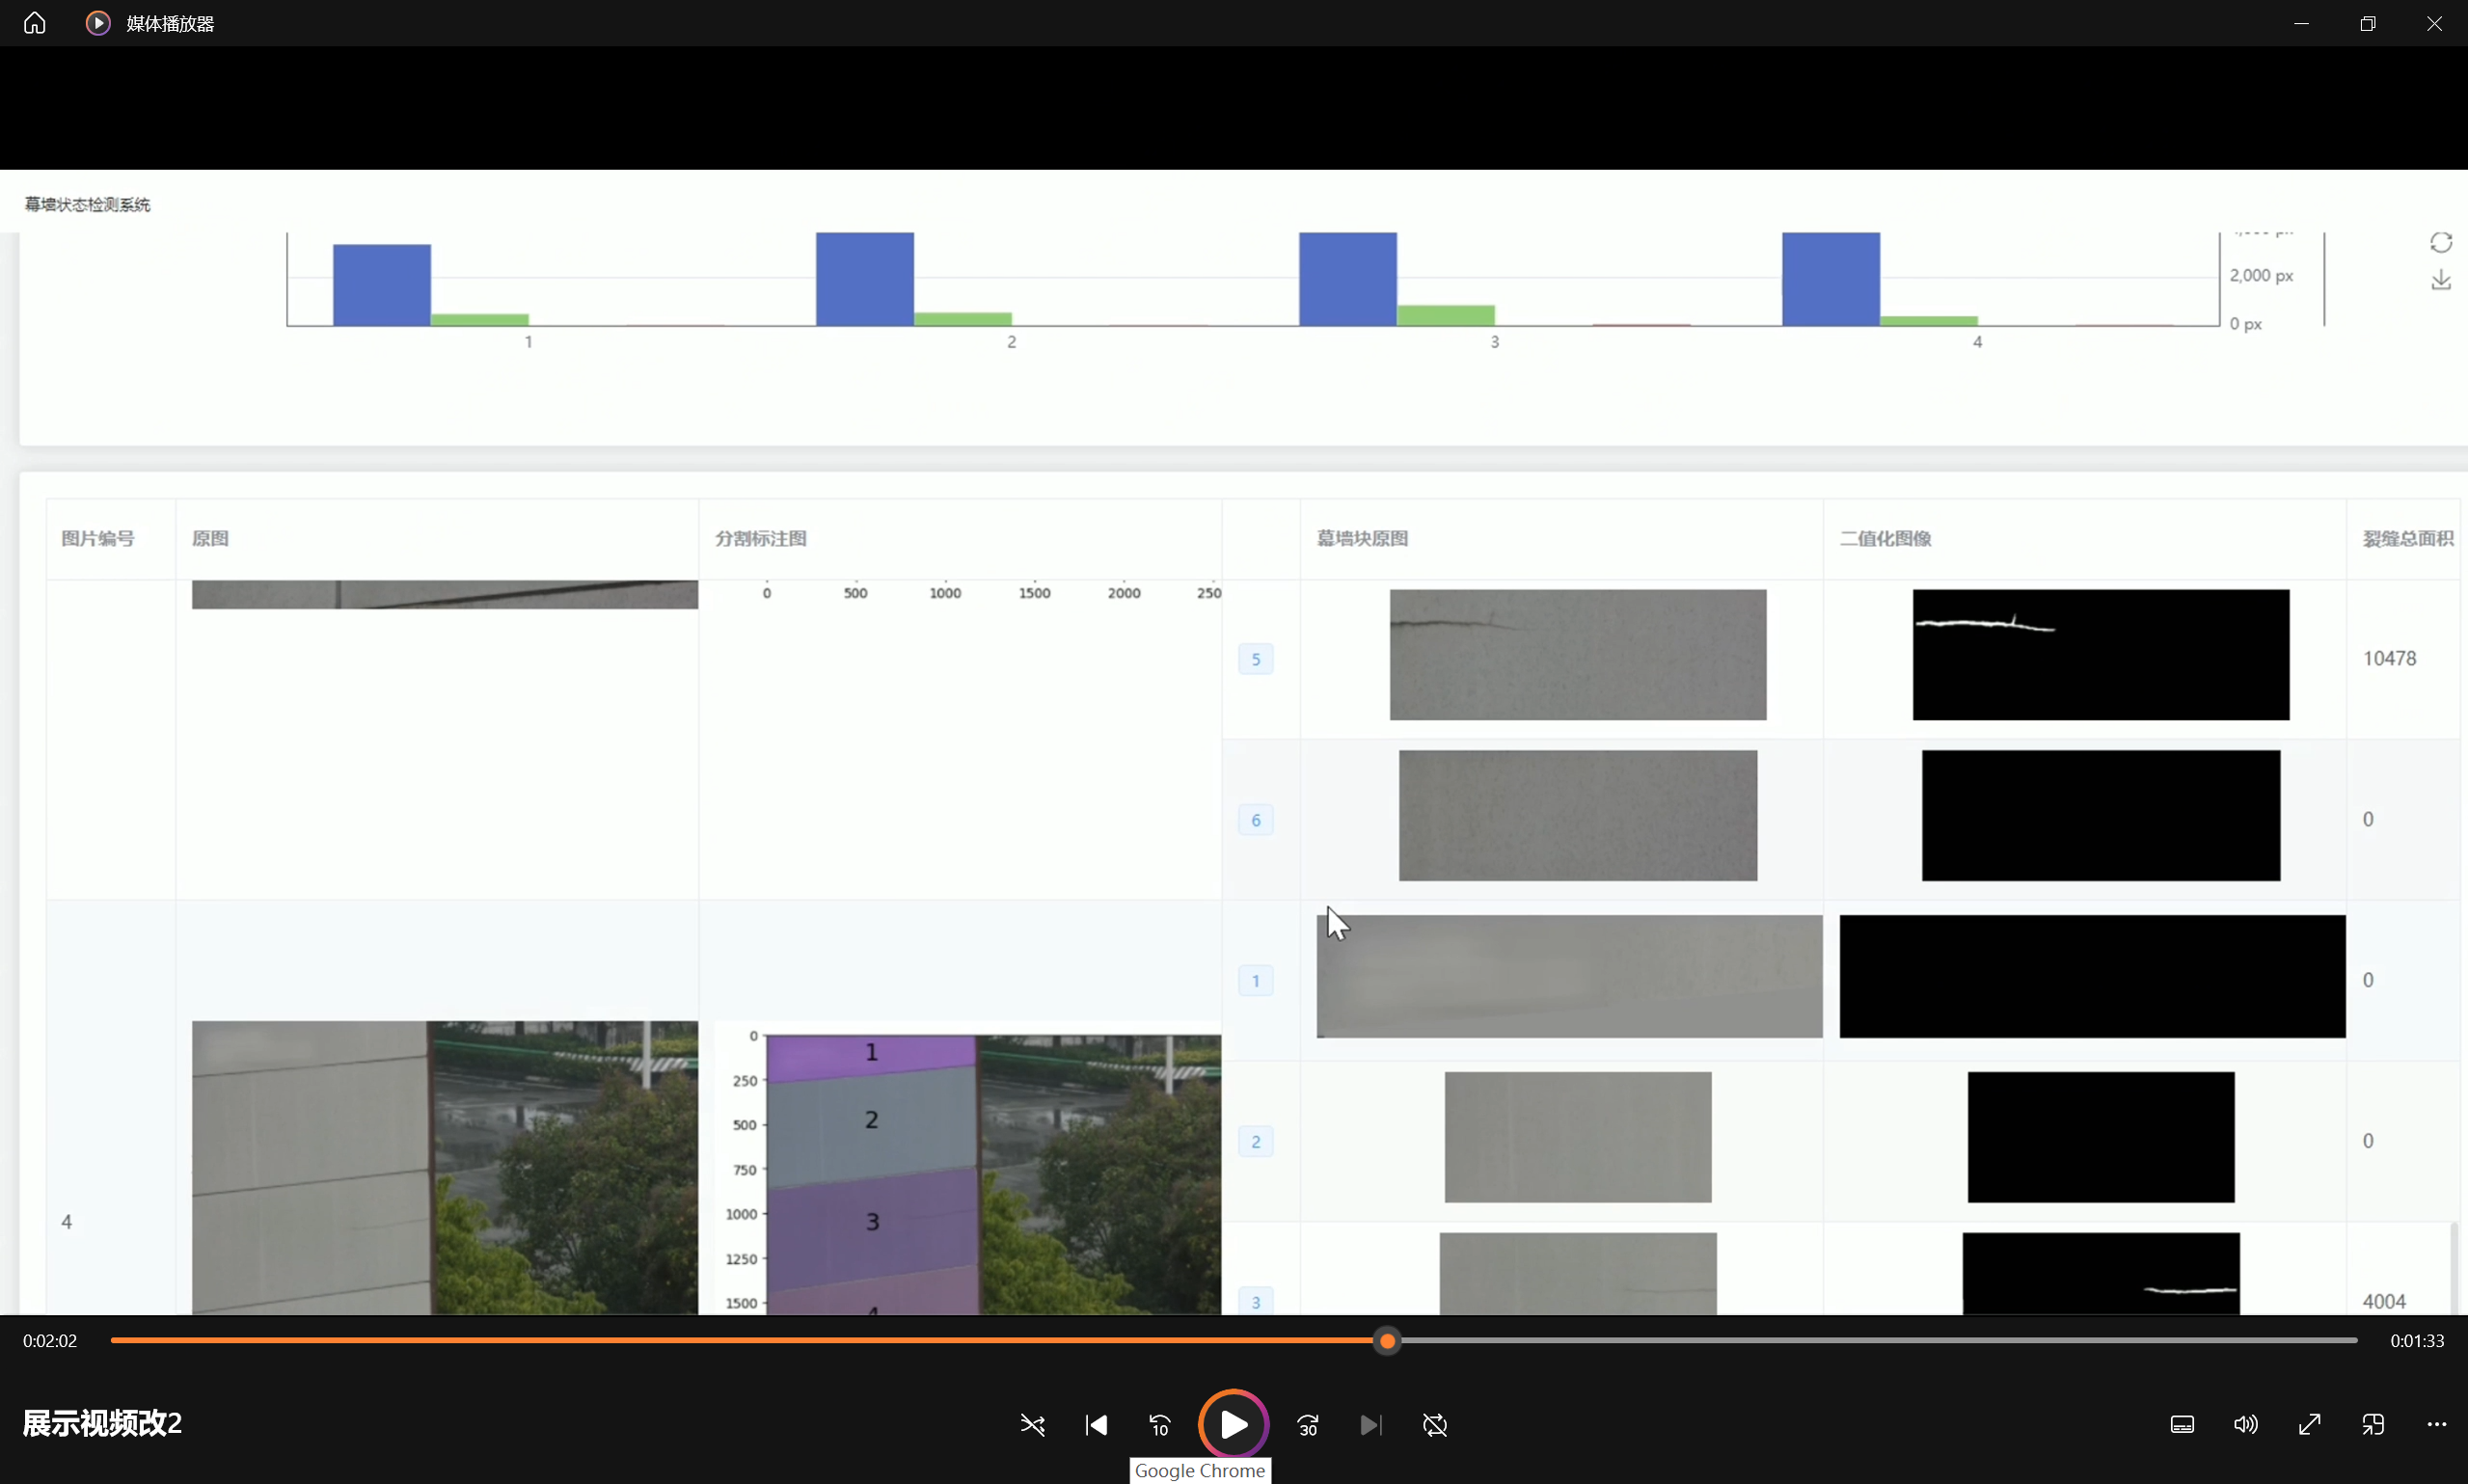 媒体播放器
幕墙状态检测系统
2,000 px
0 px
1 2 3 4
图片编号 原图 分割标注图 幕墙块原图 二值化图像 裂缝总面积
0 500 1000 1500 2000 250
5 10478
6 0
1 0
0 1
250
2
500
2 0
750
1000
4 3
1250
1500 4
3 4004
0:02:02 0:01:33
展示视频改2
10 30
Google Chrome